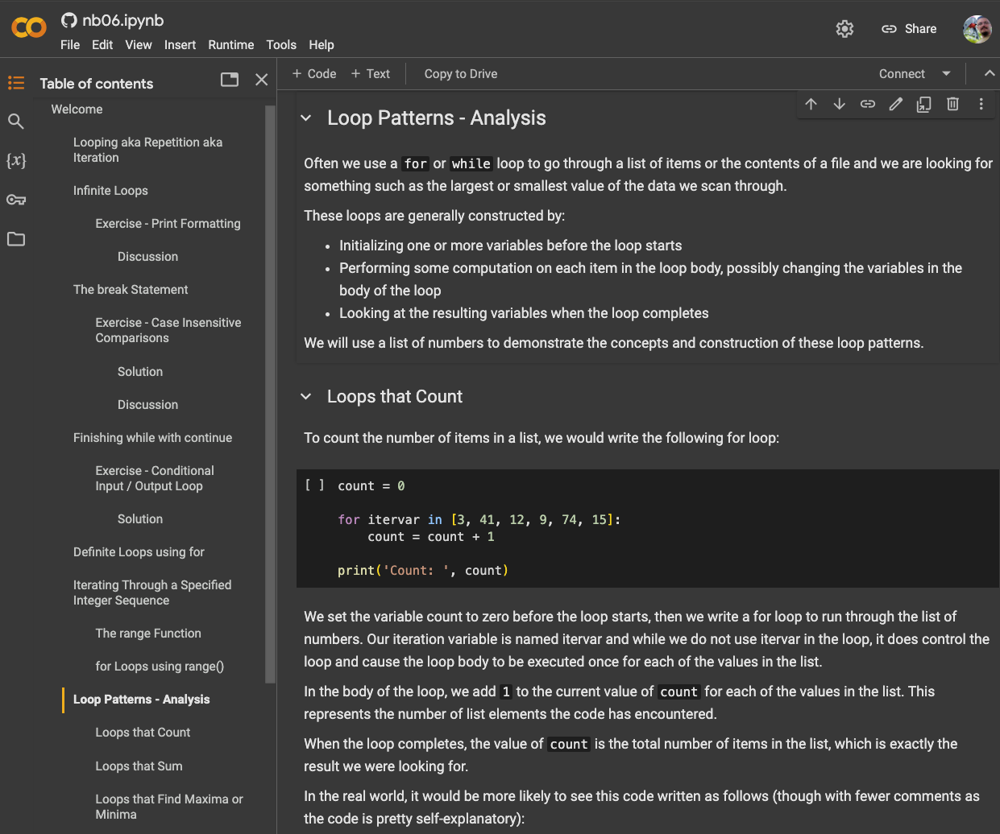 nb06.ipynb
File Edit View Insert Runtime Tools Help
Share
Table of contents
Welcome
Looping aka Repetition aka
Iteration
Infinite Loops
Exercise - Print Formatting
Discussion
The break Statement
Exercise - Case Insensitive
Comparisons
Solution
Discussion
Finishing while with continue
Exercise - Conditional
Input / Output Loop
Solution
Definite Loops using for
Iterating Through a Specified
Integer Sequence
The range Function
for Loops using range()
Loop Patterns - Analysis
Loops that Count
Loops that Sum
Loops that Find Maxima or
Minima
+ Code + Text Copy to Drive Connect
Loop Patterns - Analysis
Often we use a for or while loop to go through a list of items or the contents of a file and we are looking for
something such as the largest or smallest value of the data we scan through.
These loops are generally constructed by:
• Initializing one or more variables before the loop starts
• Performing some computation on each item in the loop body, possibly changing the variables in the
body of the loop
• Looking at the resulting variables when the loop completes
We will use a list of numbers to demonstrate the concepts and construction of these loop patterns.
Loops that Count
To count the number of items in a list, we would write the following for loop:
[ ] count = 0
for itervar in [3, 41, 12, 9, 74, 15]:
count = count + 1
print('Count: ', count)
We set the variable count to zero before the loop starts, then we write a for loop to run through the list of
numbers. Our iteration variable is named itervar and while we do not use itervar in the loop, it does control the
loop and cause the loop body to be executed once for each of the values in the list.
In the body of the loop, we add 1 to the current value of count for each of the values in the list. This
represents the number of list elements the code has encountered.
When the loop completes, the value of count is the total number of items in the list, which is exactly the
result we were looking for.
In the real world, it would be more likely to see this code written as follows (though with fewer comments as
the code is pretty self-explanatory):